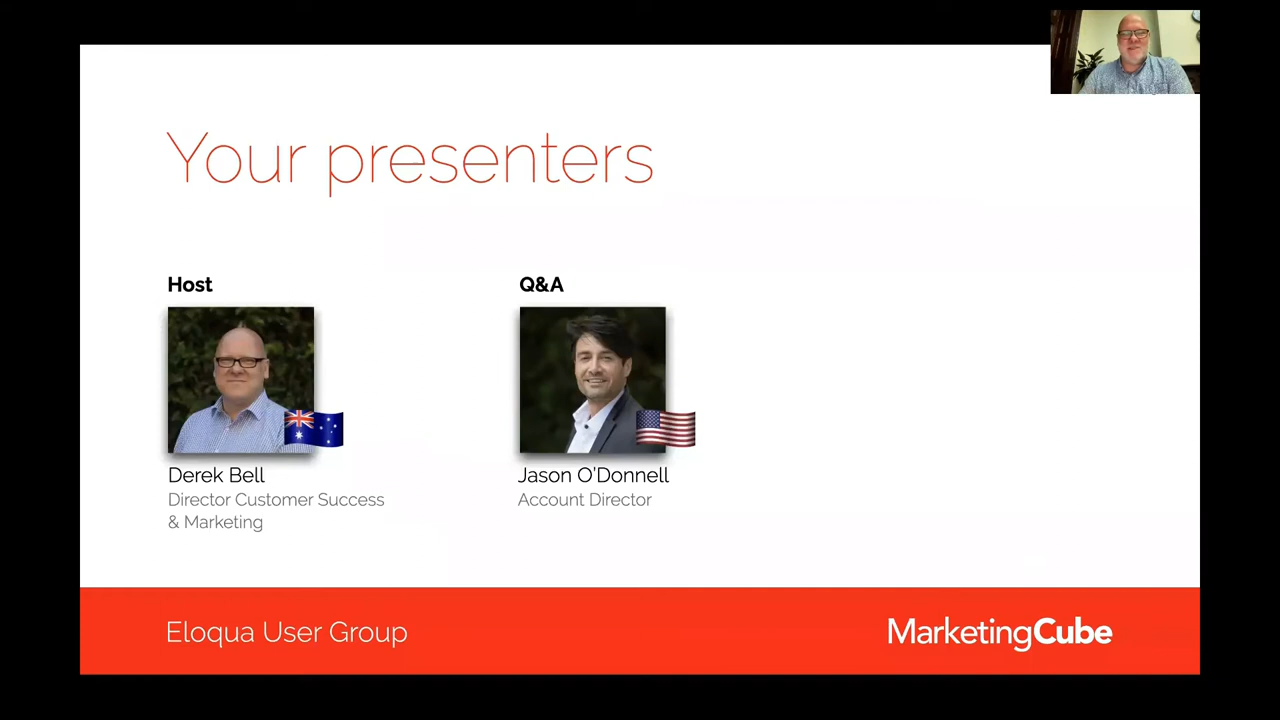 Your presenters
Host
Q&A
Derek Bell
Director Customer Success
& Marketing
Jason O'Donnell
Account Director
Eloqua User Group
MarketingCube